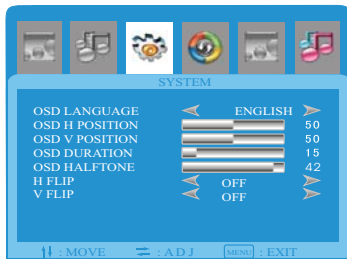 SYSTEM
OSD LANGUAGE ENGLISH
OSD H POSITION 50
OSD V POSITION 50
OSD DURATION 15
OSD HALFTONE 42
H FLIP OFF
V FLIP OFF
: MOVE : A D J MENU : EXIT